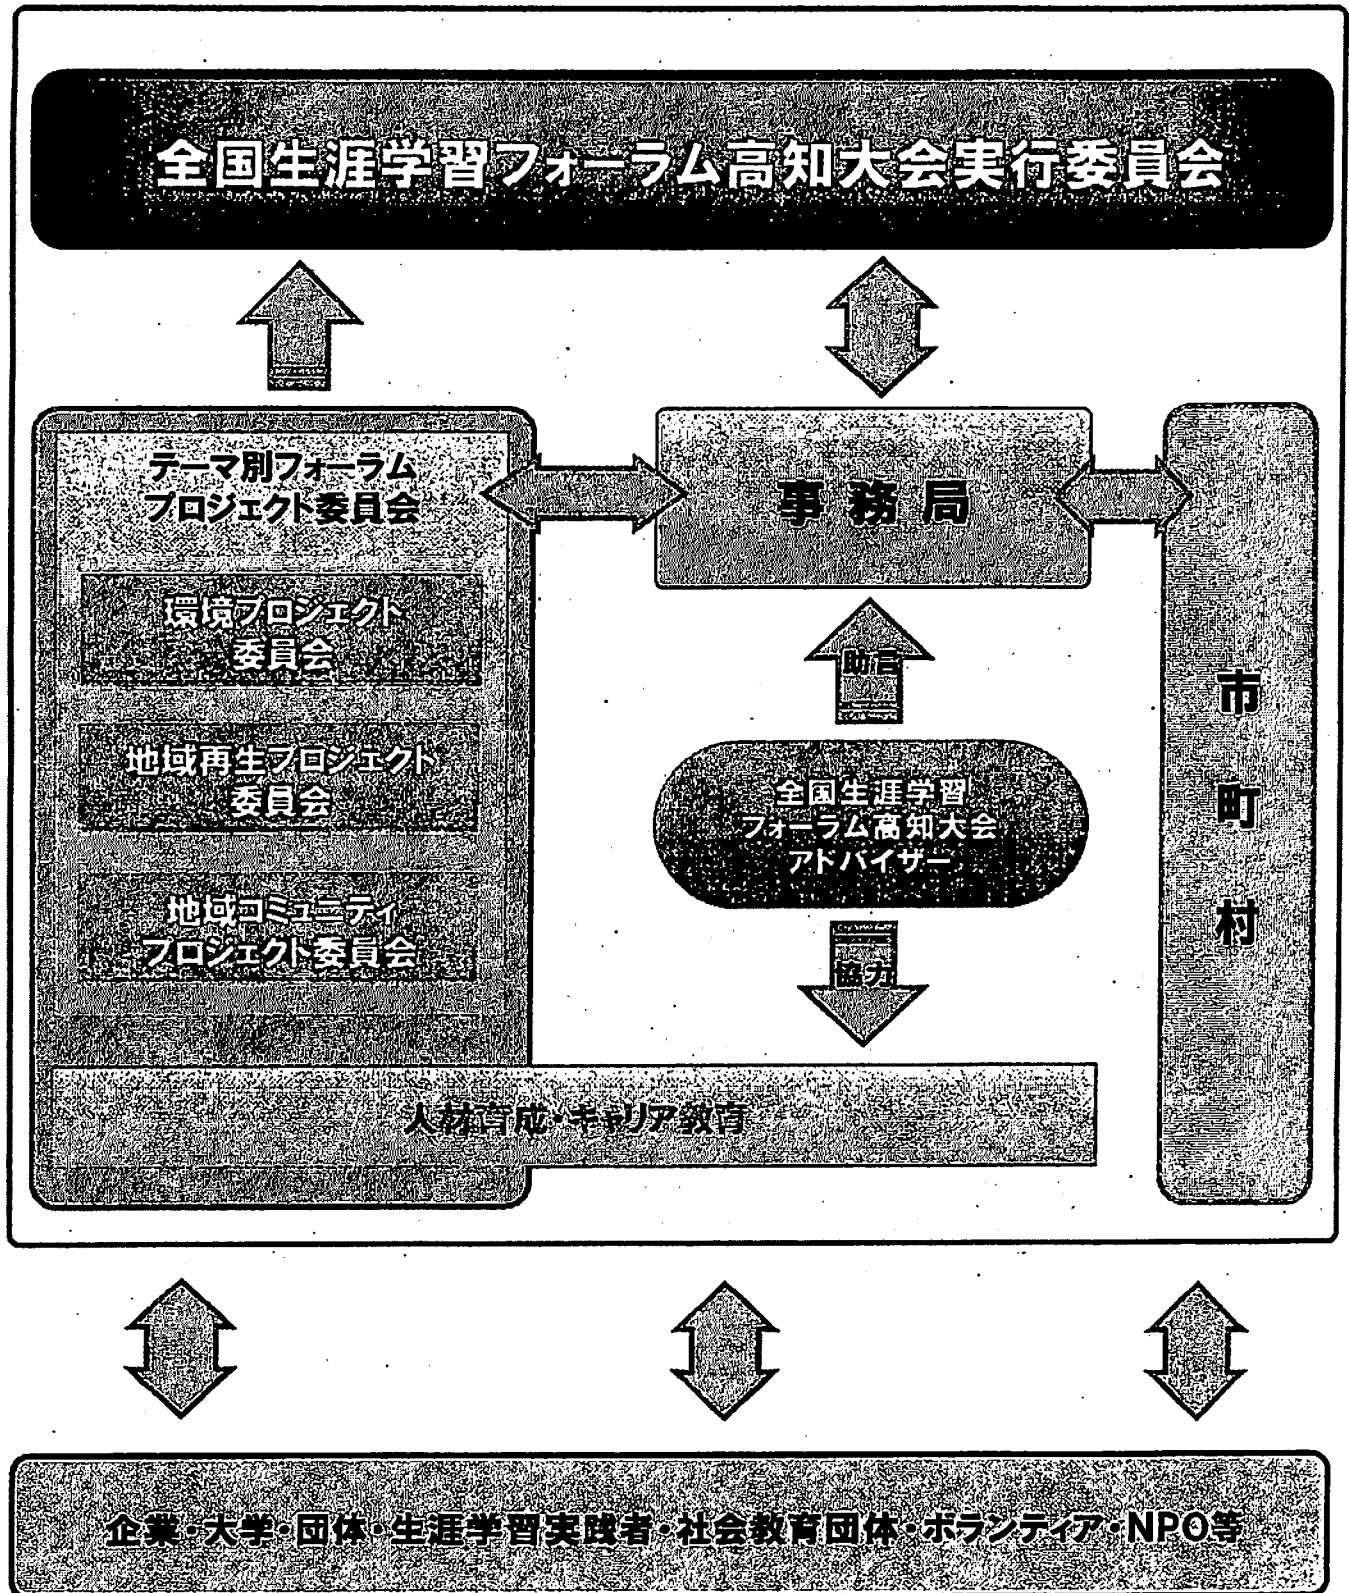 全国生涯学習フォーラム高知大会実行委員会
テーマ別フォーラム
プロジェクト委員会
環境プロジェクト
委員会
地域再生プロジェクト
委員会
地域コミュニティ
プロジェクト委員会
事務局
助言
全国生涯学習
フォーラム高知大会
アドバイザー
協力
人材育成・キャリア教育
市町村
企業・大学・団体・生涯学習実践者・社会教育団体・ボランティア・NPO等